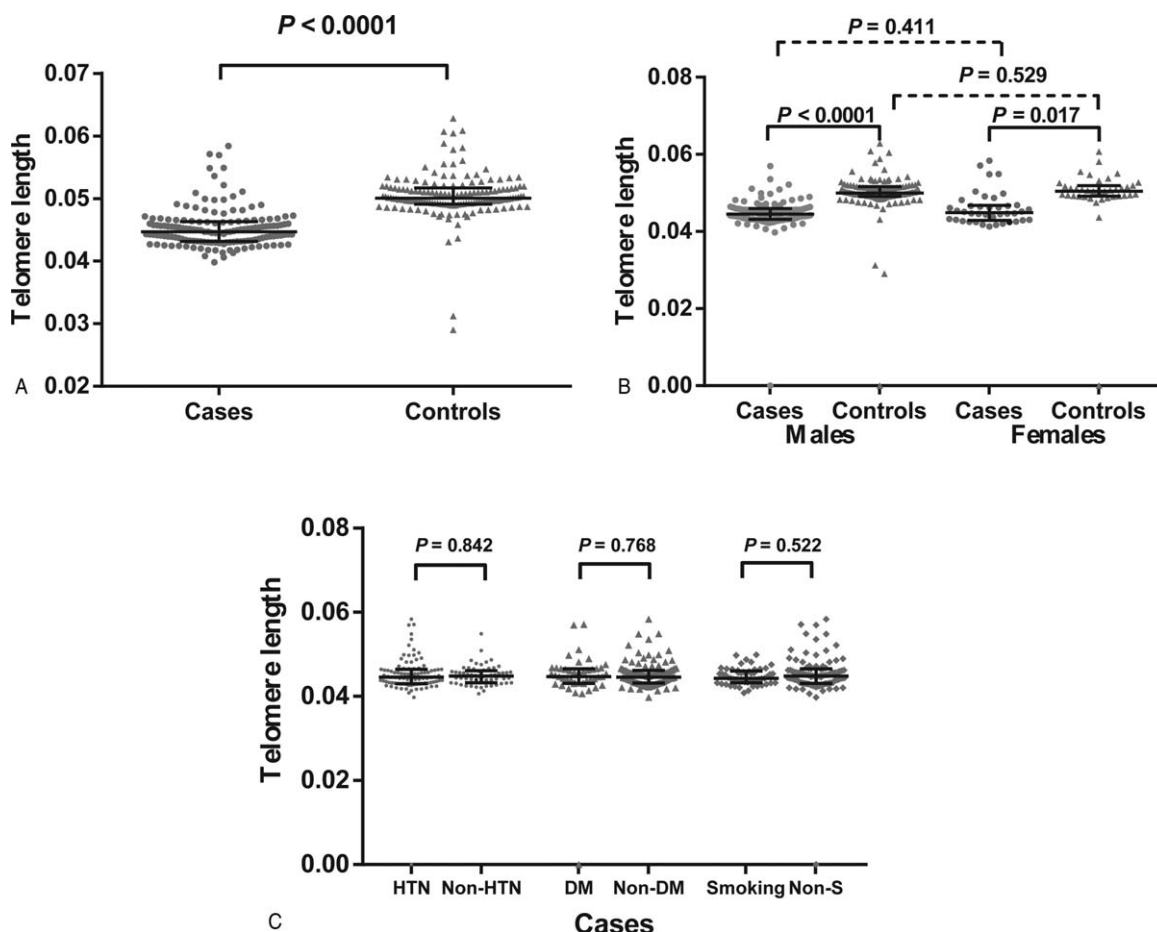 P < 0.0001
0.07
0.06
0.05
0.04
0.03
0.02
Telomere length
Cases Controls
A
P = 0.411
P = 0.529
P < 0.0001 P = 0.017
0.08
0.06
0.04
0.02
0.00
Telomere length
Cases Controls Cases Controls
Males Females
B
P = 0.842 P = 0.768 P = 0.522
0.08
0.06
0.04
0.02
0.00
Telomere length
HTN Non-HTN DM Non-DM Smoking Non-S
Cases
C